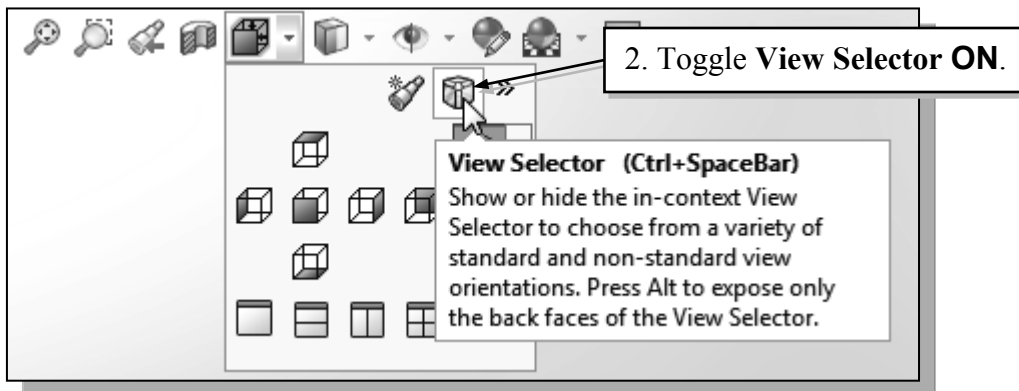 2. Toggle View Selector ON.
View Selector (Ctrl+SpaceBar)
Show or hide the in-context View
Selector to choose from a variety of
standard and non-standard view
orientations. Press Alt to expose only
the back faces of the View Selector.